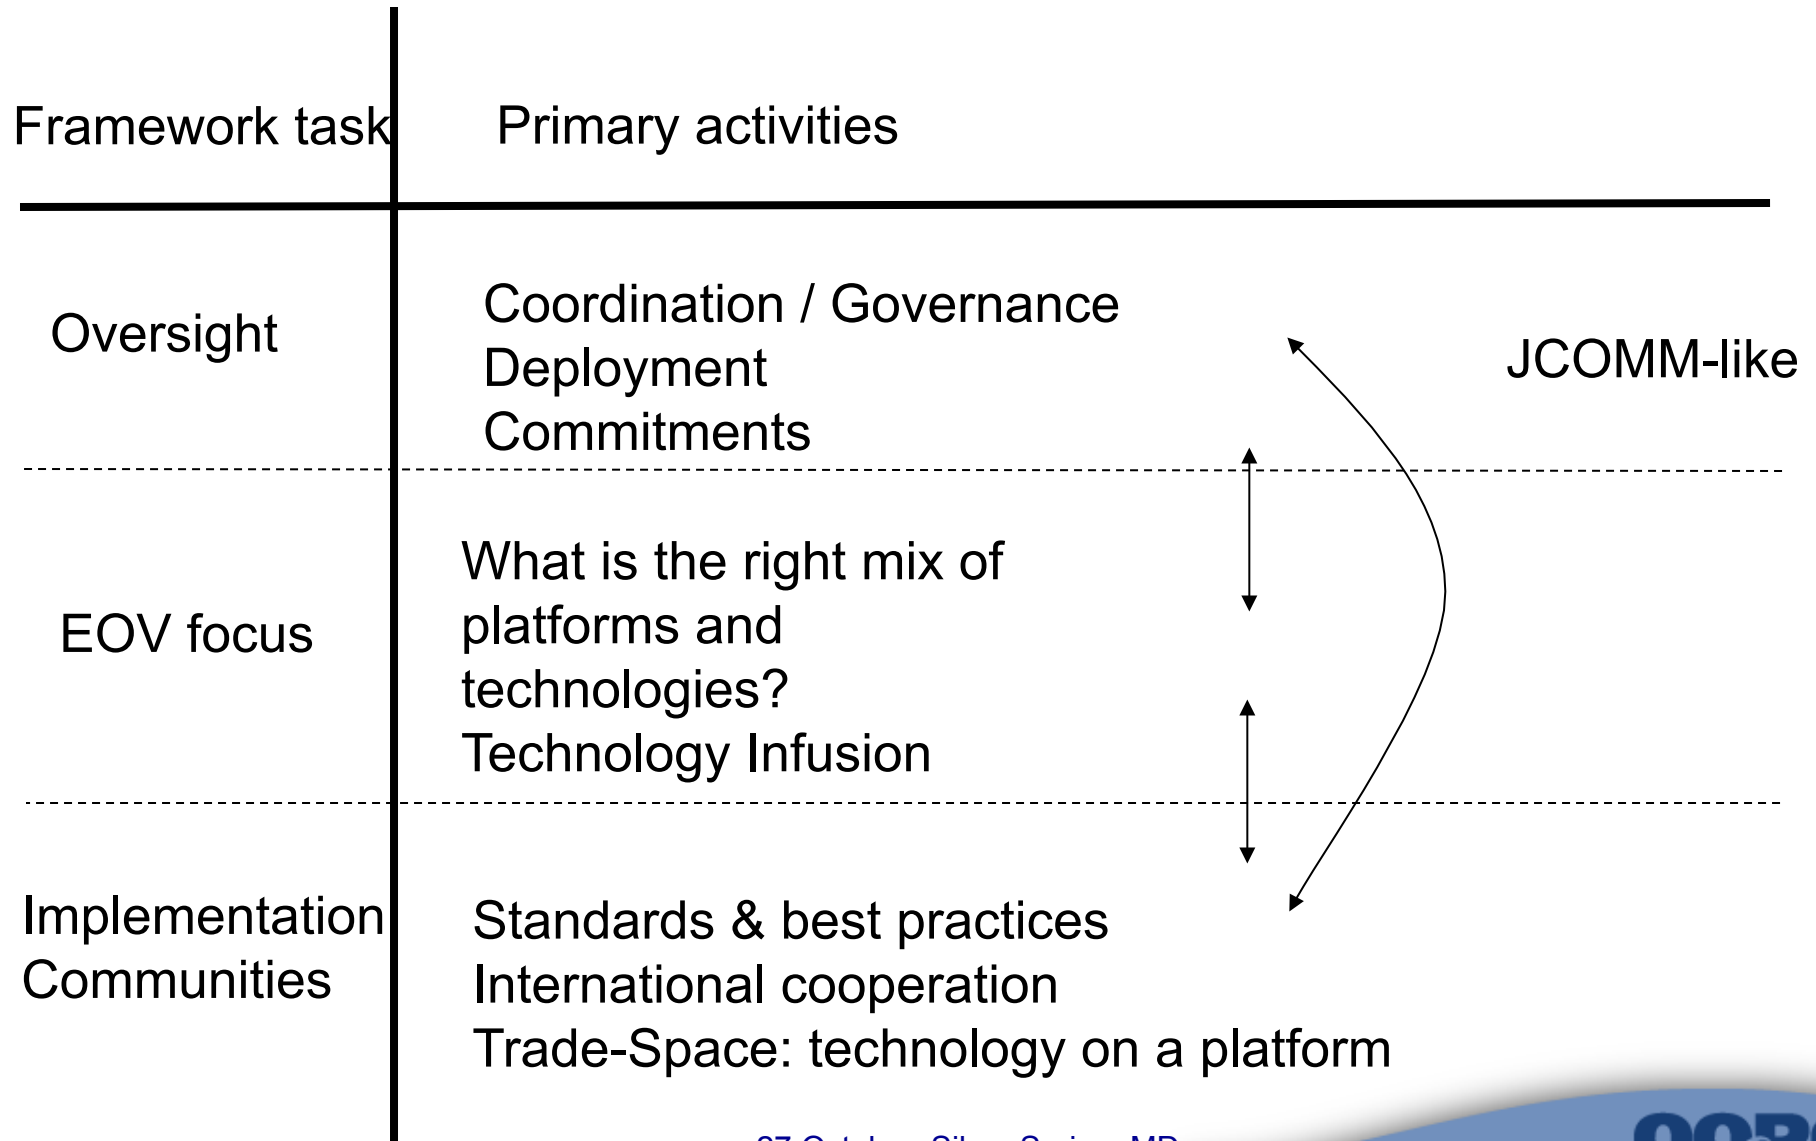 Framework task
Primary activities
Oversight
Coordination / Governance
Deployment
Commitments
JCOMM-like
EOV focus
What is the right mix of
platforms and
technologies?
Technology Infusion
Implementation
Communities
Standards & best practices
International cooperation
Trade-Space: technology on a platform